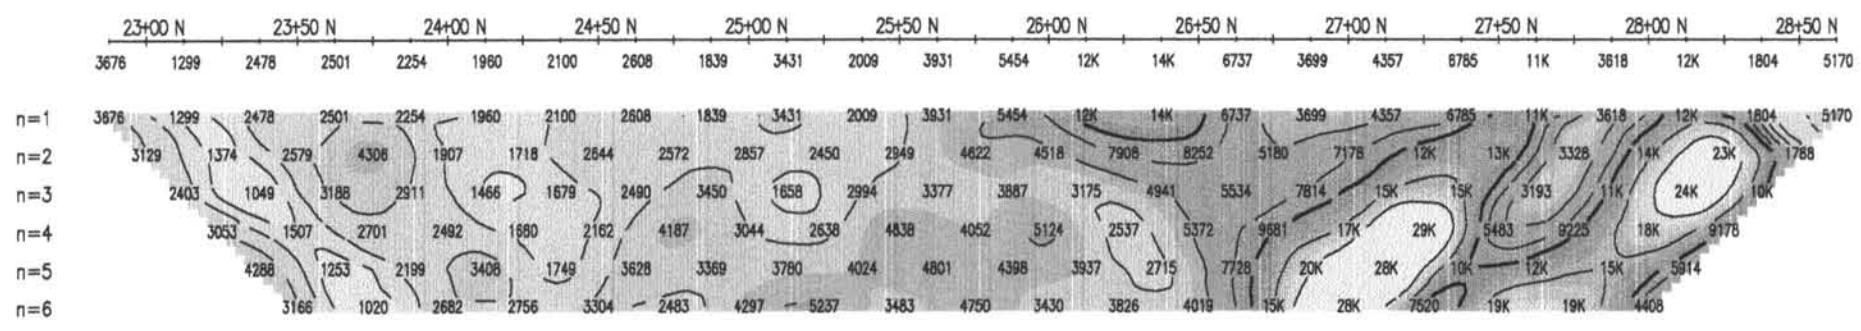 23+00 N 23+50 N 24+00 N 24+50 N 25+00 N 25+50 N 26+00 N 26+50 N 27+00 N 27+50 N 28+00 N 28+50 N
3676 1299 2478 2501 2254 1960 2100 2608 1839 3431 2009 3931 5454 12K 14K 6737 3699 4357 6785 11K 3618 12K 1804 5170
n=1 3676 1299 2478 2501 2254 1960 2100 2608 1839 3431 2009 3931 5454 12K 14K 6737 3699 4357 6785 11K 3618 12K 1804 5170
n=2 3129 1374 2579 4306 1907 1718 2644 2572 2857 2450 2949 4622 4518 7908 8252 5180 7178 12K 13K 3328 14K 23K 1788
n=3 2403 1049 3188 2911 1466 1679 2490 3450 1658 2994 3377 3887 3175 4941 5534 7814 15K 15K 3193 11K 24K 10K
n=4 3053 1507 2701 2492 1680 2162 4187 3044 2638 4838 4052 5124 2537 5372 9681 17K 29K 5483 9225 18K 9178
n=5 4288 1253 2199 3406 1749 3628 3369 3780 4024 4801 4398 3937 2715 7728 20K 28K 10K 12K 15K 5914
n=6 3166 1020 2682 2756 3304 2483 4297 5237 3483 4750 3430 3826 4019 15K 28K 7520 19K 19K 4408